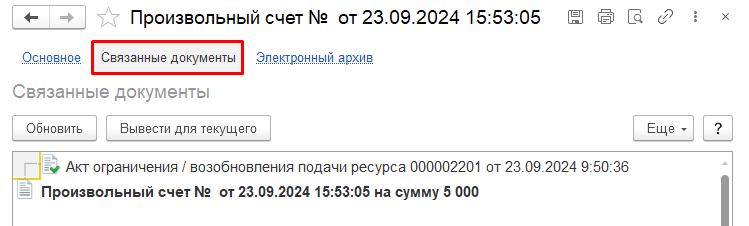 Произвольный счет № от 23.09.2024 15:53:05
Основное Связанные документы Электронный архив
Связанные документы
Обновить Вывести для текущего Еще ?
Акт ограничения / возобновления подачи ресурса 000002201 от 23.09.2024 9:50:36
Произвольный счет № от 23.09.2024 15:53:05 на сумму 5 000